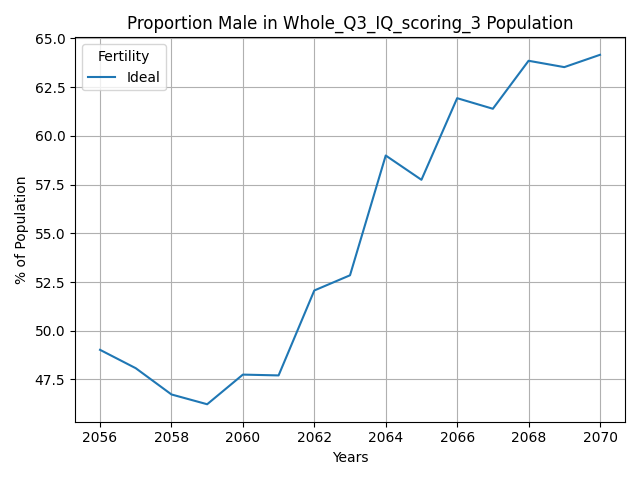 Proportion Male in Whole_Q3_IQ_scoring_3 Population
Fertility
Ideal
% of Population
65.0
62.5
60.0
57.5
55.0
52.5
50.0
47.5
2056 2058 2060 2062 2064 2066 2068 2070
Years